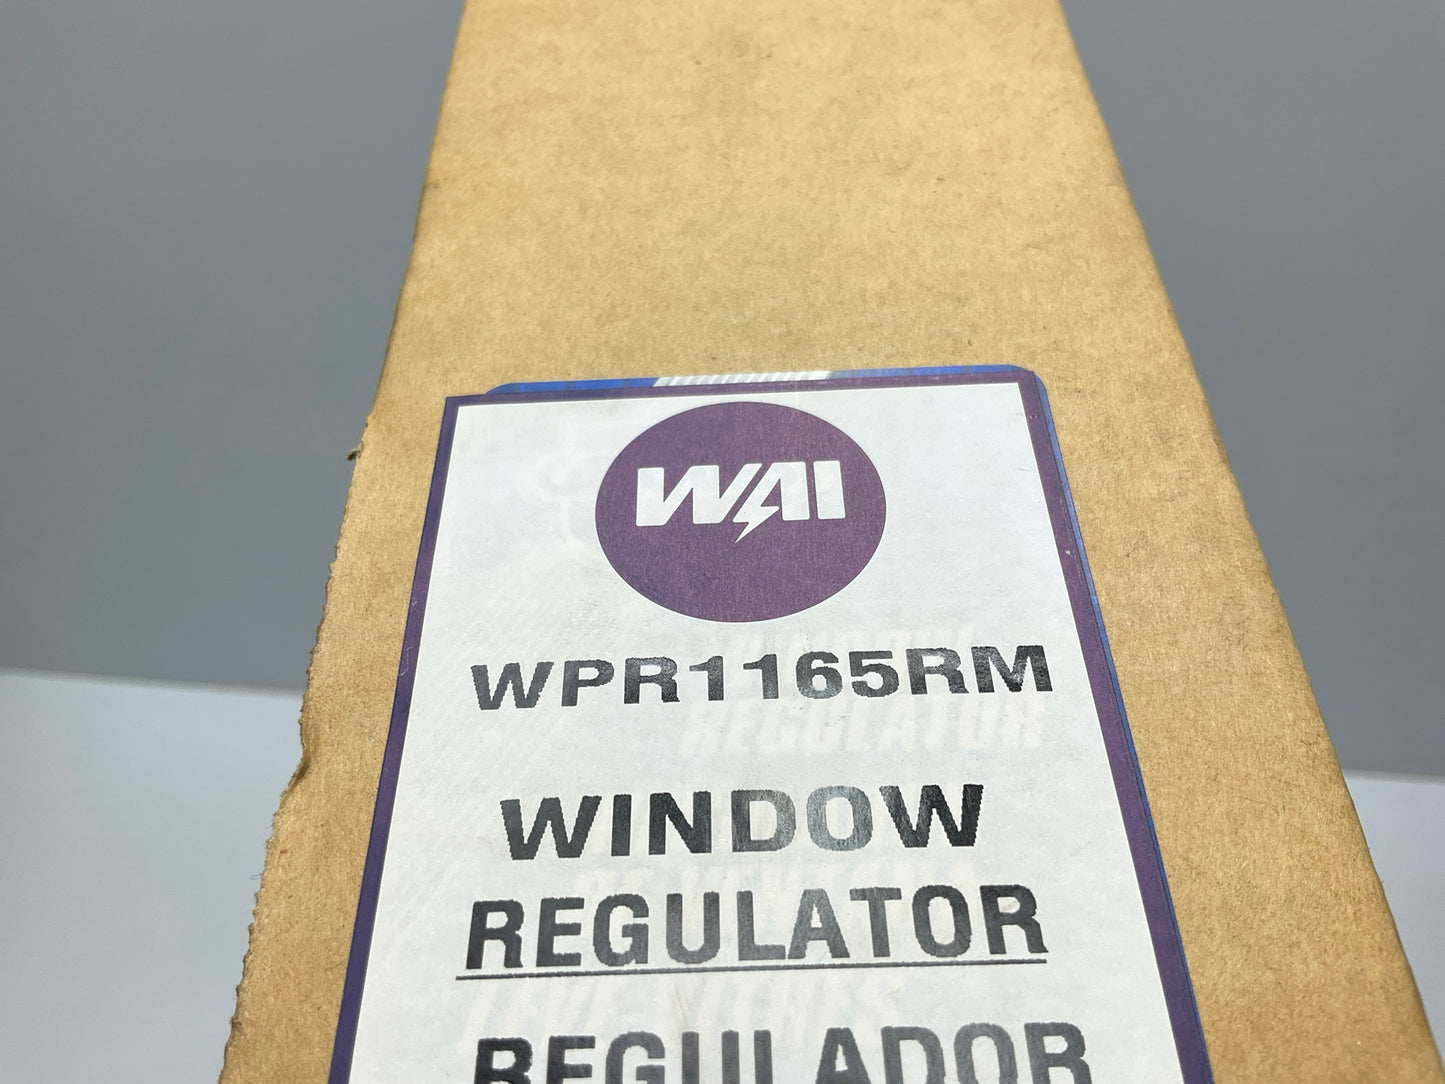 WAI
WPR1165RM
WINDOW
REGULATOR
REGULADOR